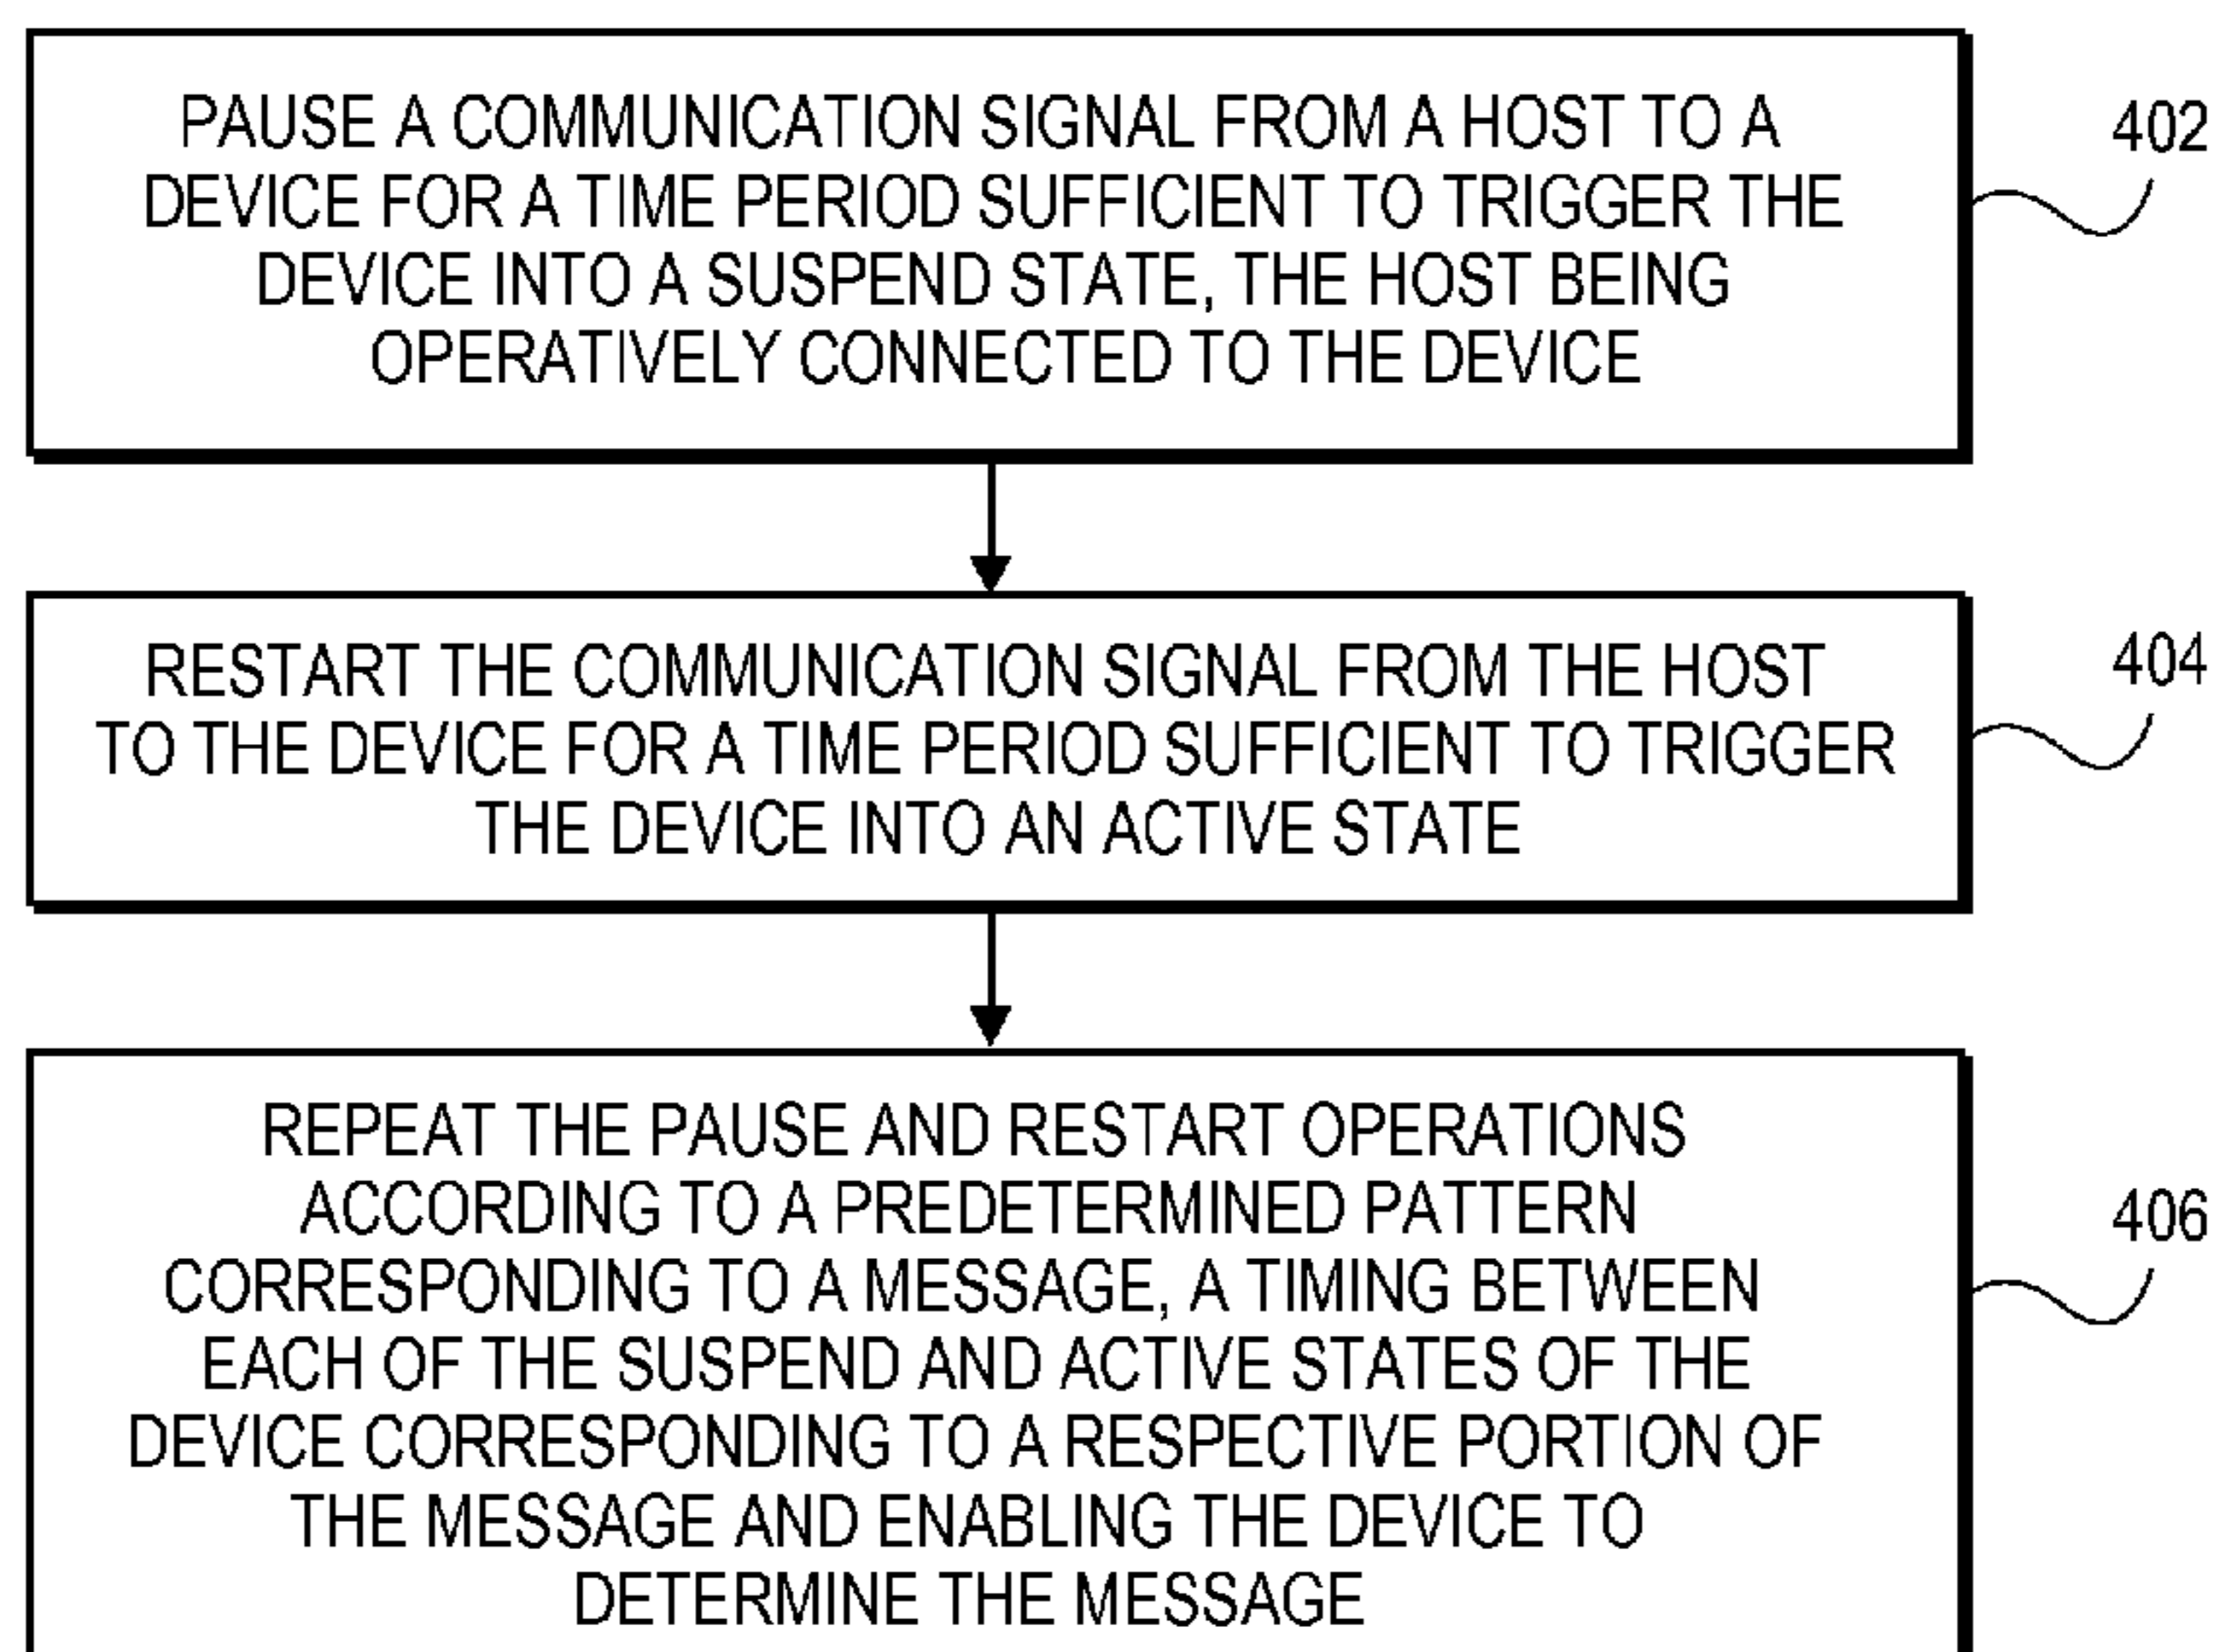 PAUSE A COMMUNICATION SIGNAL FROM A HOST TO A
DEVICE FOR A TIME PERIOD SUFFICIENT TO TRIGGER THE
DEVICE INTO A SUSPEND STATE, THE HOST BEING
OPERATIVELY CONNECTED TO THE DEVICE
402
RESTART THE COMMUNICATION SIGNAL FROM THE HOST
TO THE DEVICE FOR A TIME PERIOD SUFFICIENT TO TRIGGER
THE DEVICE INTO AN ACTIVE STATE
404
REPEAT THE PAUSE AND RESTART OPERATIONS
ACCORDING TO A PREDETERMINED PATTERN
CORRESPONDING TO A MESSAGE, A TIMING BETWEEN
EACH OF THE SUSPEND AND ACTIVE STATES OF THE
DEVICE CORRESPONDING TO A RESPECTIVE PORTION OF
THE MESSAGE AND ENABLING THE DEVICE TO
DETERMINE THE MESSAGE
406